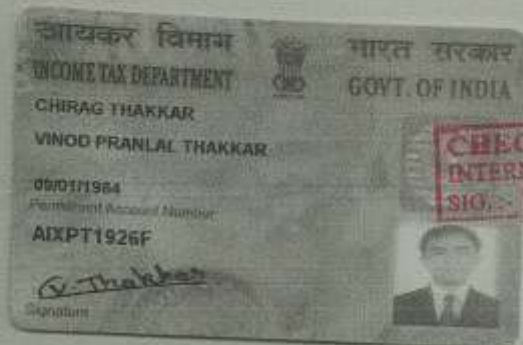 आयकर विभाग
भारत सरकार
INCOME TAX DEPARTMENT
GOVT. OF INDIA
CHIRAG THAKKAR
VINOD PRANLAL THAKKAR
09/01/1984
Permanent Account Number
AIXPT1926F
Signature
SIG. :-